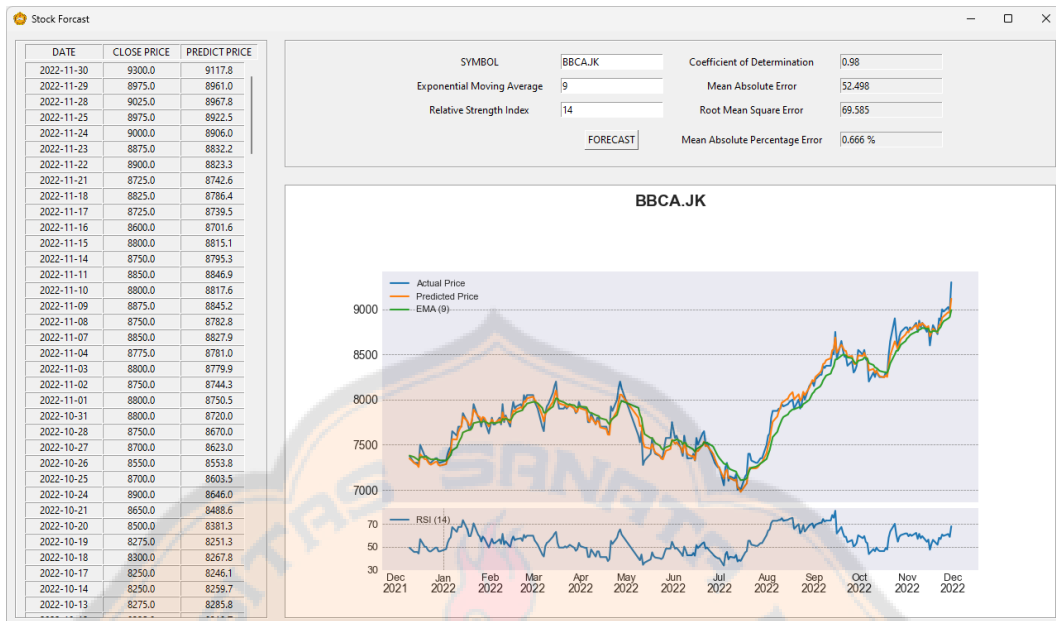 Stock Forcast
DATE CLOSE PRICE PREDICT PRICE
2022-11-30 9300.0 9117.8
2022-11-29 8975.0 8961.0
2022-11-28 9025.0 8967.8
2022-11-25 8975.0 8922.5
2022-11-24 9000.0 8906.0
2022-11-23 8875.0 8832.2
2022-11-22 8900.0 8823.3
2022-11-21 8725.0 8742.6
2022-11-18 8825.0 8786.4
2022-11-17 8725.0 8739.5
2022-11-16 8600.0 8701.6
2022-11-15 8800.0 8815.1
2022-11-14 8750.0 8795.3
2022-11-11 8850.0 8846.9
2022-11-10 8800.0 8817.6
2022-11-09 8875.0 8845.2
2022-11-08 8750.0 8782.8
2022-11-07 8850.0 8827.9
2022-11-04 8775.0 8781.0
2022-11-03 8800.0 8779.9
2022-11-02 8750.0 8744.3
2022-11-01 8800.0 8750.5
2022-10-31 8800.0 8720.0
2022-10-28 8750.0 8670.0
2022-10-27 8700.0 8623.0
2022-10-26 8550.0 8553.8
2022-10-25 8700.0 8603.5
2022-10-24 8900.0 8646.0
2022-10-21 8650.0 8488.6
2022-10-20 8500.0 8381.3
2022-10-19 8275.0 8251.3
2022-10-18 8300.0 8267.8
2022-10-17 8250.0 8246.1
2022-10-14 8250.0 8259.7
2022-10-13 8275.0 8285.8
SYMBOL BBCA.JK Coefficient of Determination 0.98
Exponential Moving Average 9 Mean Absolute Error 52.498
Relative Strength Index 14 Root Mean Square Error 69.585
FORECAST Mean Absolute Percentage Error 0.666 %
BBCA.JK
Actual Price
Predicted Price
EMA (9)
9000
8500
8000
7500
7000
RSI (14)
70
50
30
Dec Jan Feb Mar Apr May Jun Jul Aug Sep Oct Nov Dec
2021 2022 2022 2022 2022 2022 2022 2022 2022 2022 2022 2022 2022
SANATA